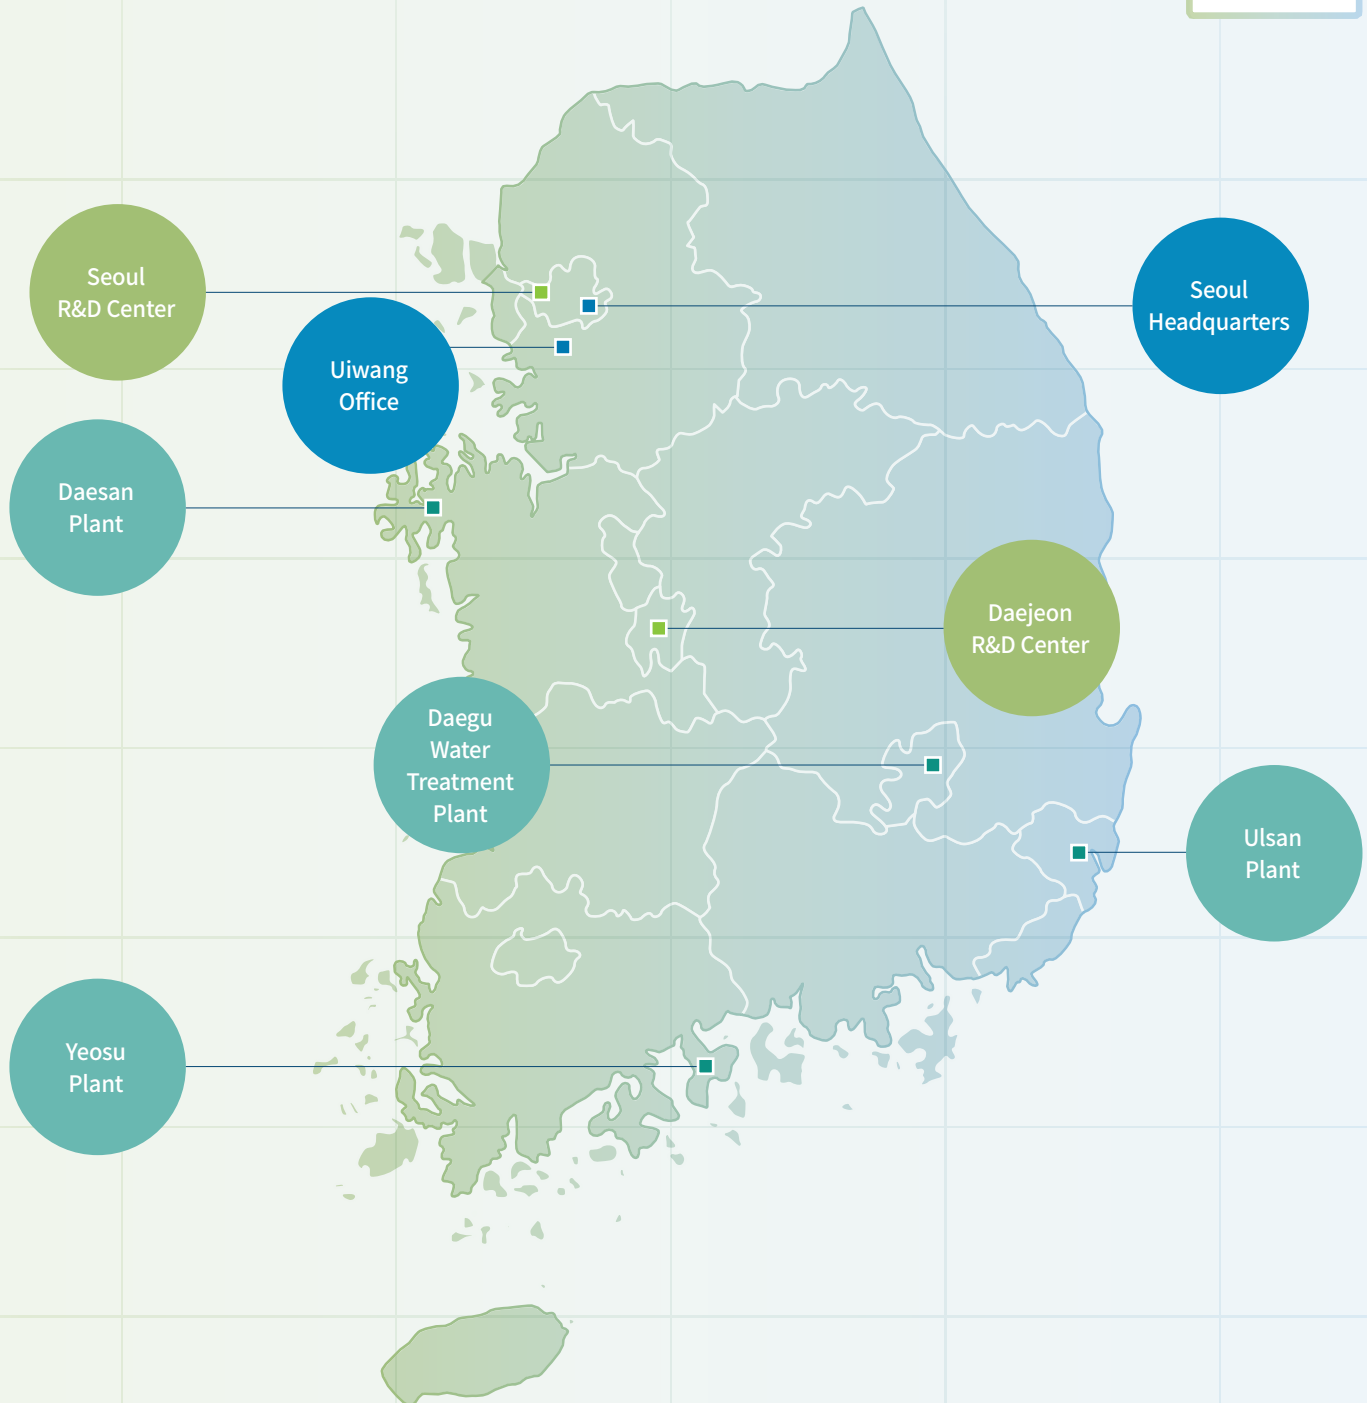 Seoul
R&D Center
Seoul
Headquarters
Uiwang
Office
Daesan
Plant
Daejeon
R&D Center
Daegu
Water
Treatment
Plant
Ulsan
Plant
Yeosu
Plant